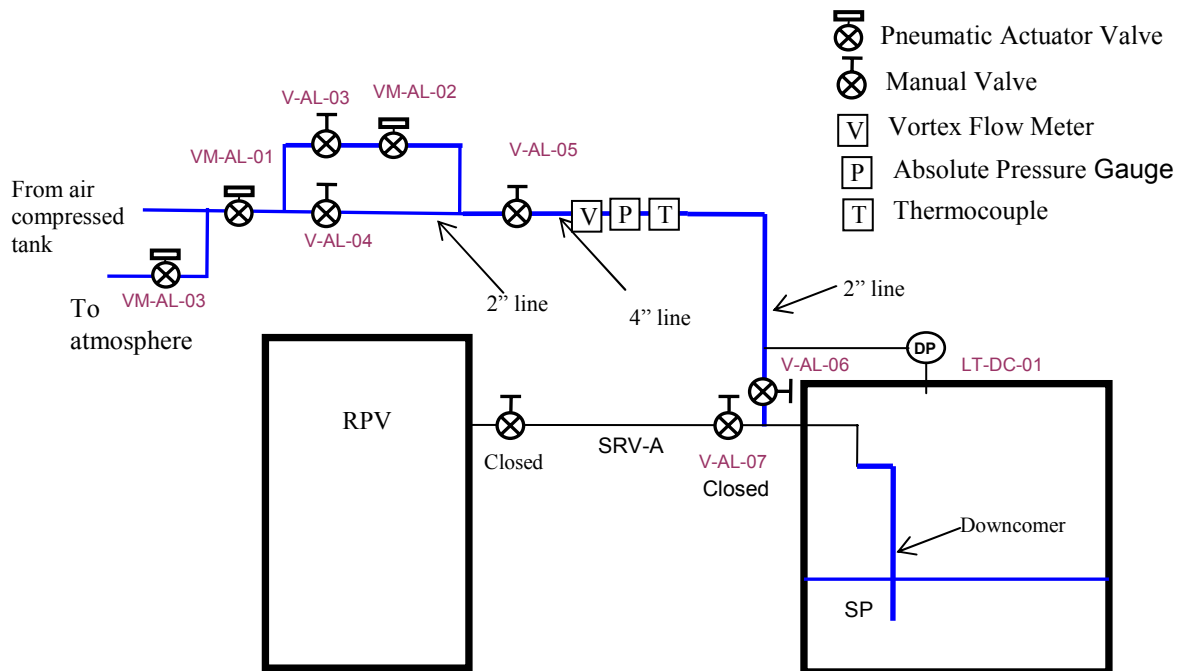 Pneumatic Actuator Valve
Manual Valve
V Vortex Flow Meter
P Absolute Pressure Gauge
T Thermocouple
VM-AL-02
V-AL-03
V-AL-05
VM-AL-01
From air
compressed
tank
V P T
V-AL-04
VM-AL-03
2” line
4” line
2” line
To
atmosphere
DP
V-AL-06
LT-DC-01
RPV
Closed
SRV-A
V-AL-07
Closed
Downcomer
SP